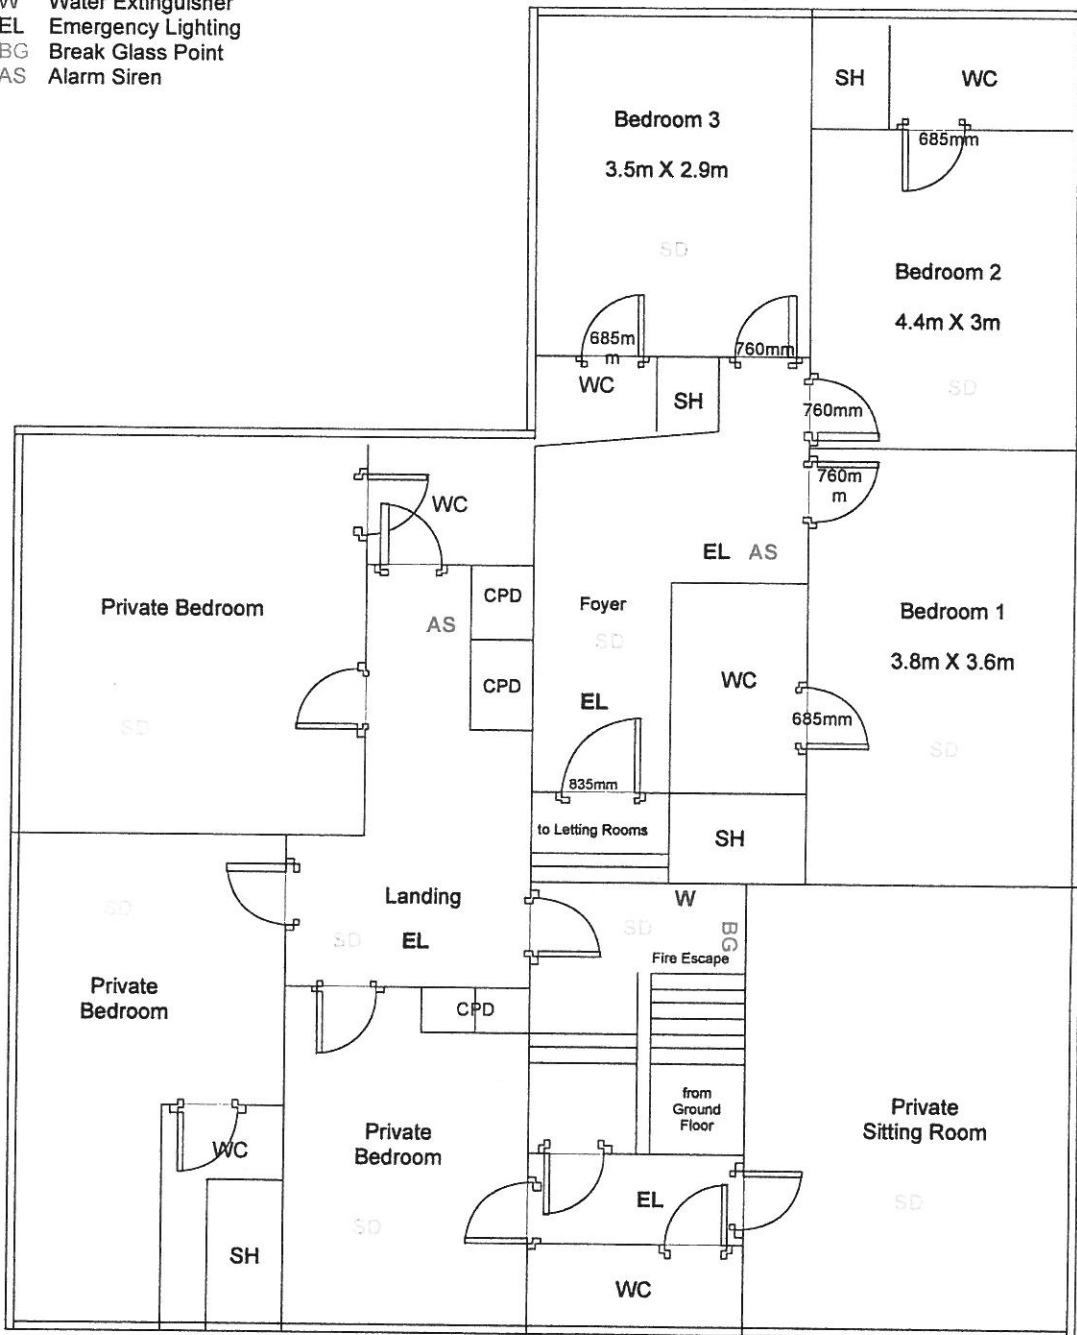 W Water Extinguisher
EL Emergency Lighting
BG Break Glass Point
AS Alarm Siren
SH
WC
Bedroom 3
3.5m X 2.9m
685mm
SD
Bedroom 2
4.4m X 3m
685m
m
760mm
WC
SH
SD
760mm
760m
m
WC
EL AS
CPD
Foyer
Private Bedroom
AS
SD
Bedroom 1
3.8m X 3.6m
CPD
WC
EL
685mm
SD
SD
835mm
to Letting Rooms
SH
Landing
W
SD
SD
EL
SD
BG
Fire Escape
Private
Bedroom
CPD
from
Ground
Floor
Private
Sitting Room
Private
Bedroom
WC
EL
SD
SD
SH
WC